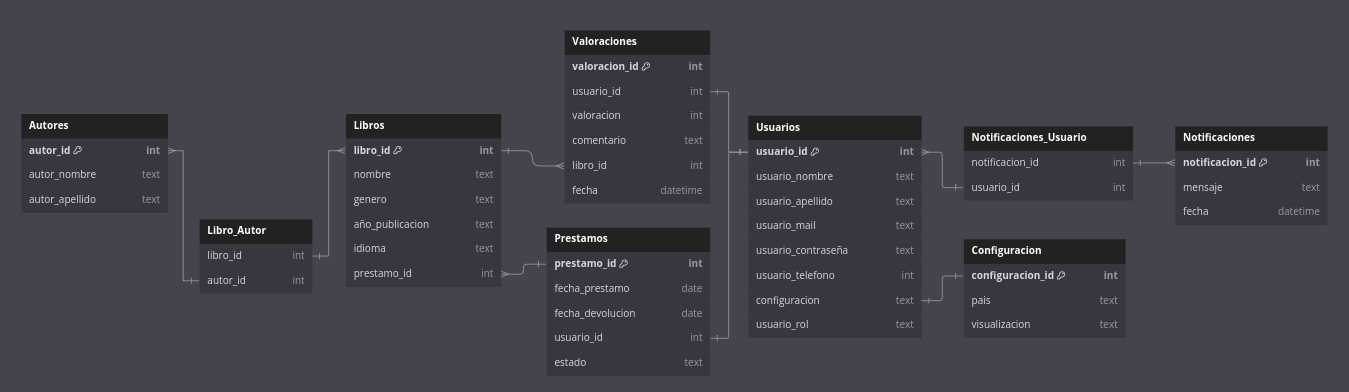 Autores
autor_id int
autor_nombre text
autor_apellido text
Libro_Autor
libro_id int
autor_id int
Libros
libro_id int
nombre text
genero text
año_publicacion text
idioma text
prestamo_id int
Valoraciones
valoracion_id int
usuario_id int
valoracion int
comentario text
libro_id int
fecha datetime
Prestamos
prestamo_id int
fecha_prestamo date
fecha_devolucion date
usuario_id int
estado text
Usuarios
usuario_id int
usuario_nombre text
usuario_apellido text
usuario_mail text
usuario_contraseña text
usuario_telefono int
configuracion text
usuario_rol text
Notificaciones_Usuario
notificacion_id int
usuario_id int
Configuracion
configuracion_id int
pais text
visualizacion text
Notificaciones
notificacion_id int
mensaje text
fecha datetime